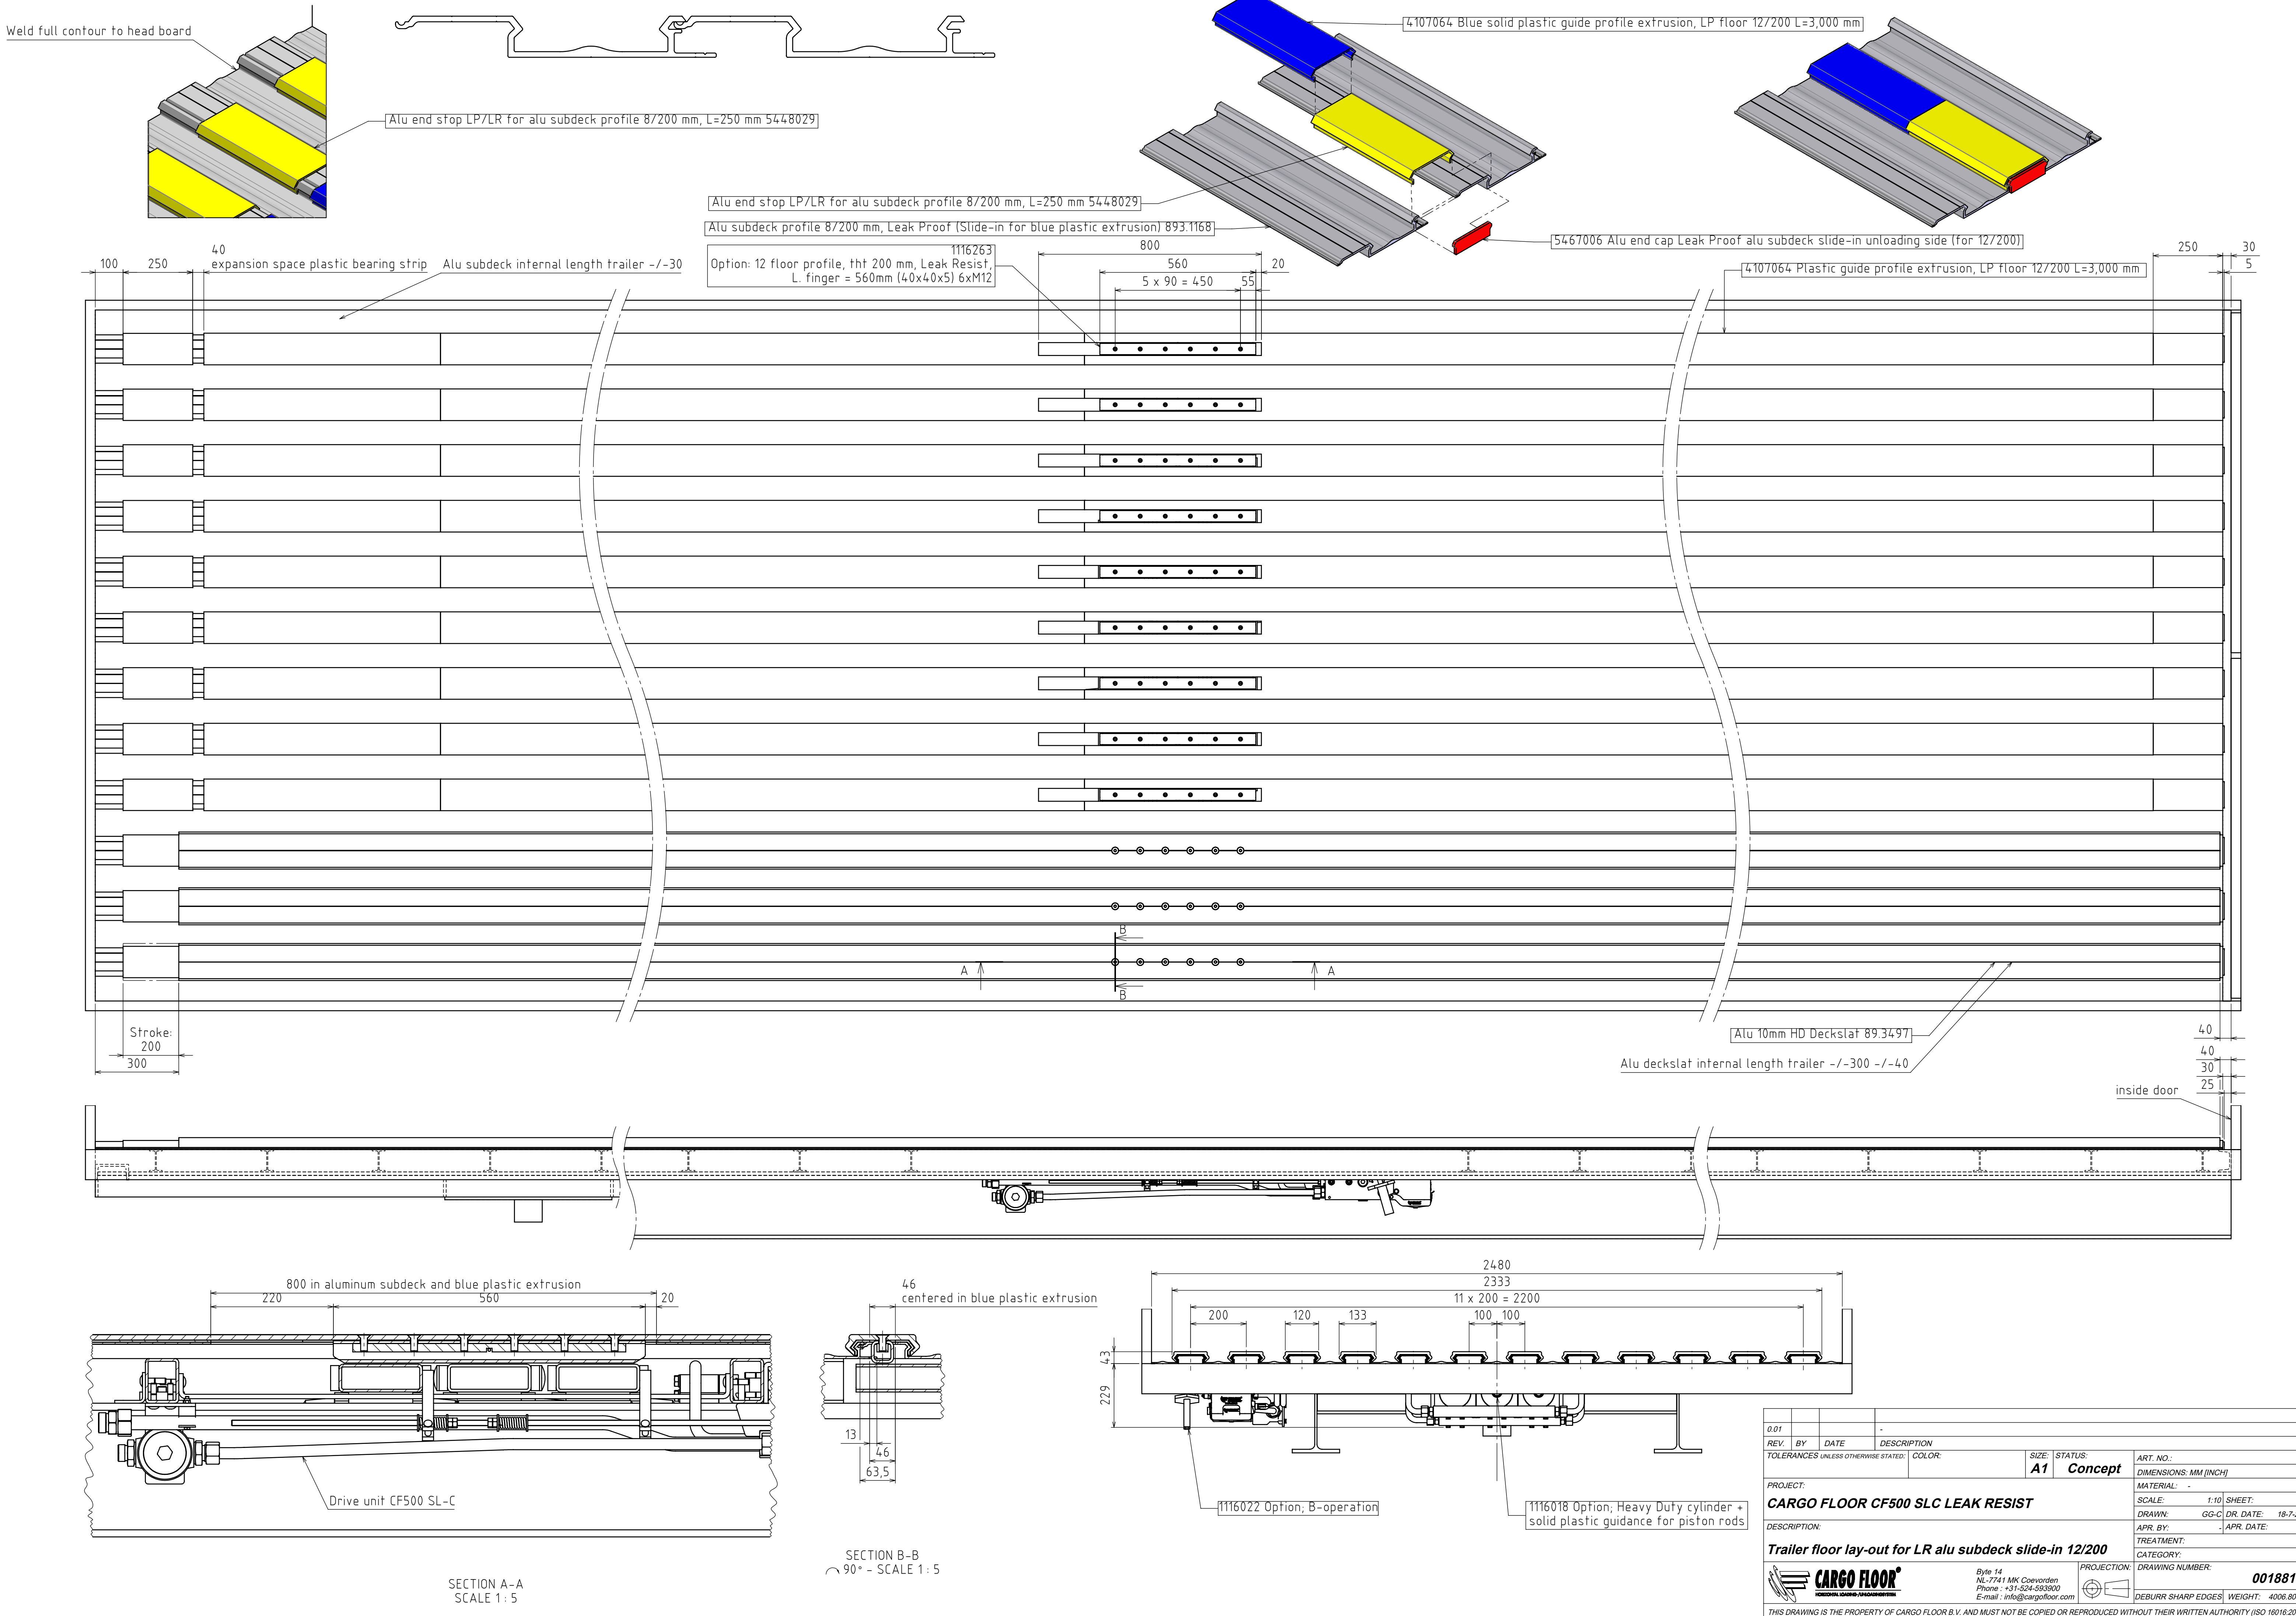 Weld full contour to head board
4107064 Blue solid plastic guide profile extrusion, LP floor 12/200 L=3,000 mm
Alu end stop LP/LR for alu subdeck profile 8/200 mm, L=250 mm 5448029
Alu end stop LP/LR for alu subdeck profile 8/200 mm, L=250 mm 5448029
Alu subdeck profile 8/200 mm, Leak Proof (Slide-in for blue plastic extrusion) 893.1168
5467006 Alu end cap Leak Proof alu subdeck slide-in unloading side (for 12/200)
40
expansion space plastic bearing strip
100
250
Alu subdeck internal length trailer -/-30
1116263
Option: 12 floor profile, tht 200 mm, Leak Resist,
L. finger = 560mm (40x40x5) 6xM12
800
560
20
5 x 90 = 450
55
4107064 Plastic guide profile extrusion, LP floor 12/200 L=3,000 mm
250
30
5
B
A
A
B
Stroke:
200
300
Alu 10mm HD Deckslat 89.3497
Alu deckslat internal length trailer -/-300 -/-40
40
40
30
25
inside door
800 in aluminum subdeck and blue plastic extrusion
220
560
20
Drive unit CF500 SL-C
SECTION A-A
SCALE 1 : 5
46
centered in blue plastic extrusion
13
46
63,5
SECTION B-B
90° - SCALE 1 : 5
2480
2333
11 x 200 = 2200
200
120
133
100
100
43
229
1116022 Option; B-operation
1116018 Option; Heavy Duty cylinder +
solid plastic guidance for piston rods
0.01
-
REV. BY DATE DESCRIPTION
TOLERANCES UNLESS OTHERWISE STATED:
COLOR:
SIZE:
A1
STATUS:
Concept
ART. NO.:
DIMENSIONS: MM [INCH]
PROJECT:
CARGO FLOOR CF500 SLC LEAK RESIST
MATERIAL: -
SCALE: 1:10 SHEET:
DRAWN: GG-C DR. DATE: 18-7-
DESCRIPTION:
Trailer floor lay-out for LR alu subdeck slide-in 12/200
APR. BY: - APR. DATE:
TREATMENT:
CATEGORY:
CARGO FLOOR®
HORIZONTAL LOADING-/UNLOADINGSYSTEM
Byte 14
NL-7741 MK Coevorden
Phone : +31-524-593900
E-mail : info@cargofloor.com
PROJECTION:
DRAWING NUMBER:
001881
DEBURR SHARP EDGES WEIGHT: 4006.80
THIS DRAWING IS THE PROPERTY OF CARGO FLOOR B.V. AND MUST NOT BE COPIED OR REPRODUCED WITHOUT THEIR WRITTEN AUTHORITY (ISO 16016:20